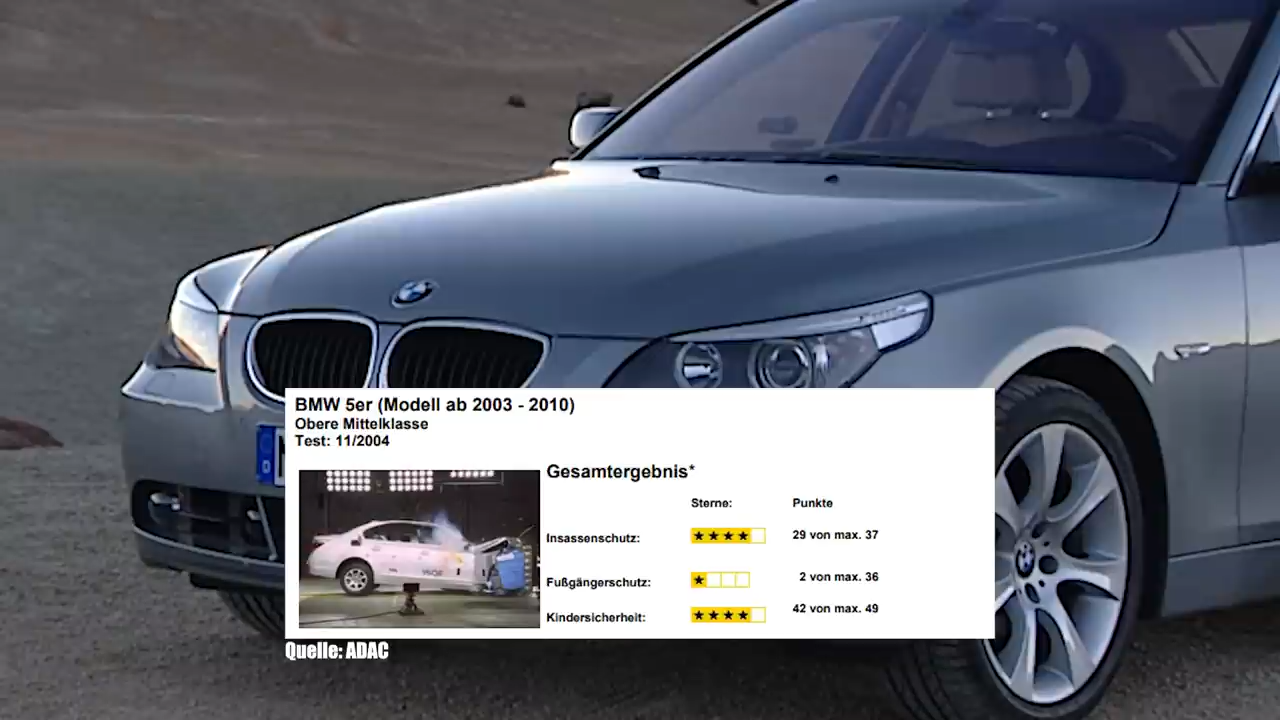 BMW 5er (Modell ab 2003 - 2010)
Obere Mittelklasse
Test: 11/2004
Gesamtergebnis*
Sterne: Punkte
Insassenschutz: 29 von max. 37
Fußgängerschutz: 2 von max. 36
Kindersicherheit: 42 von max. 49
Quelle: ADAC